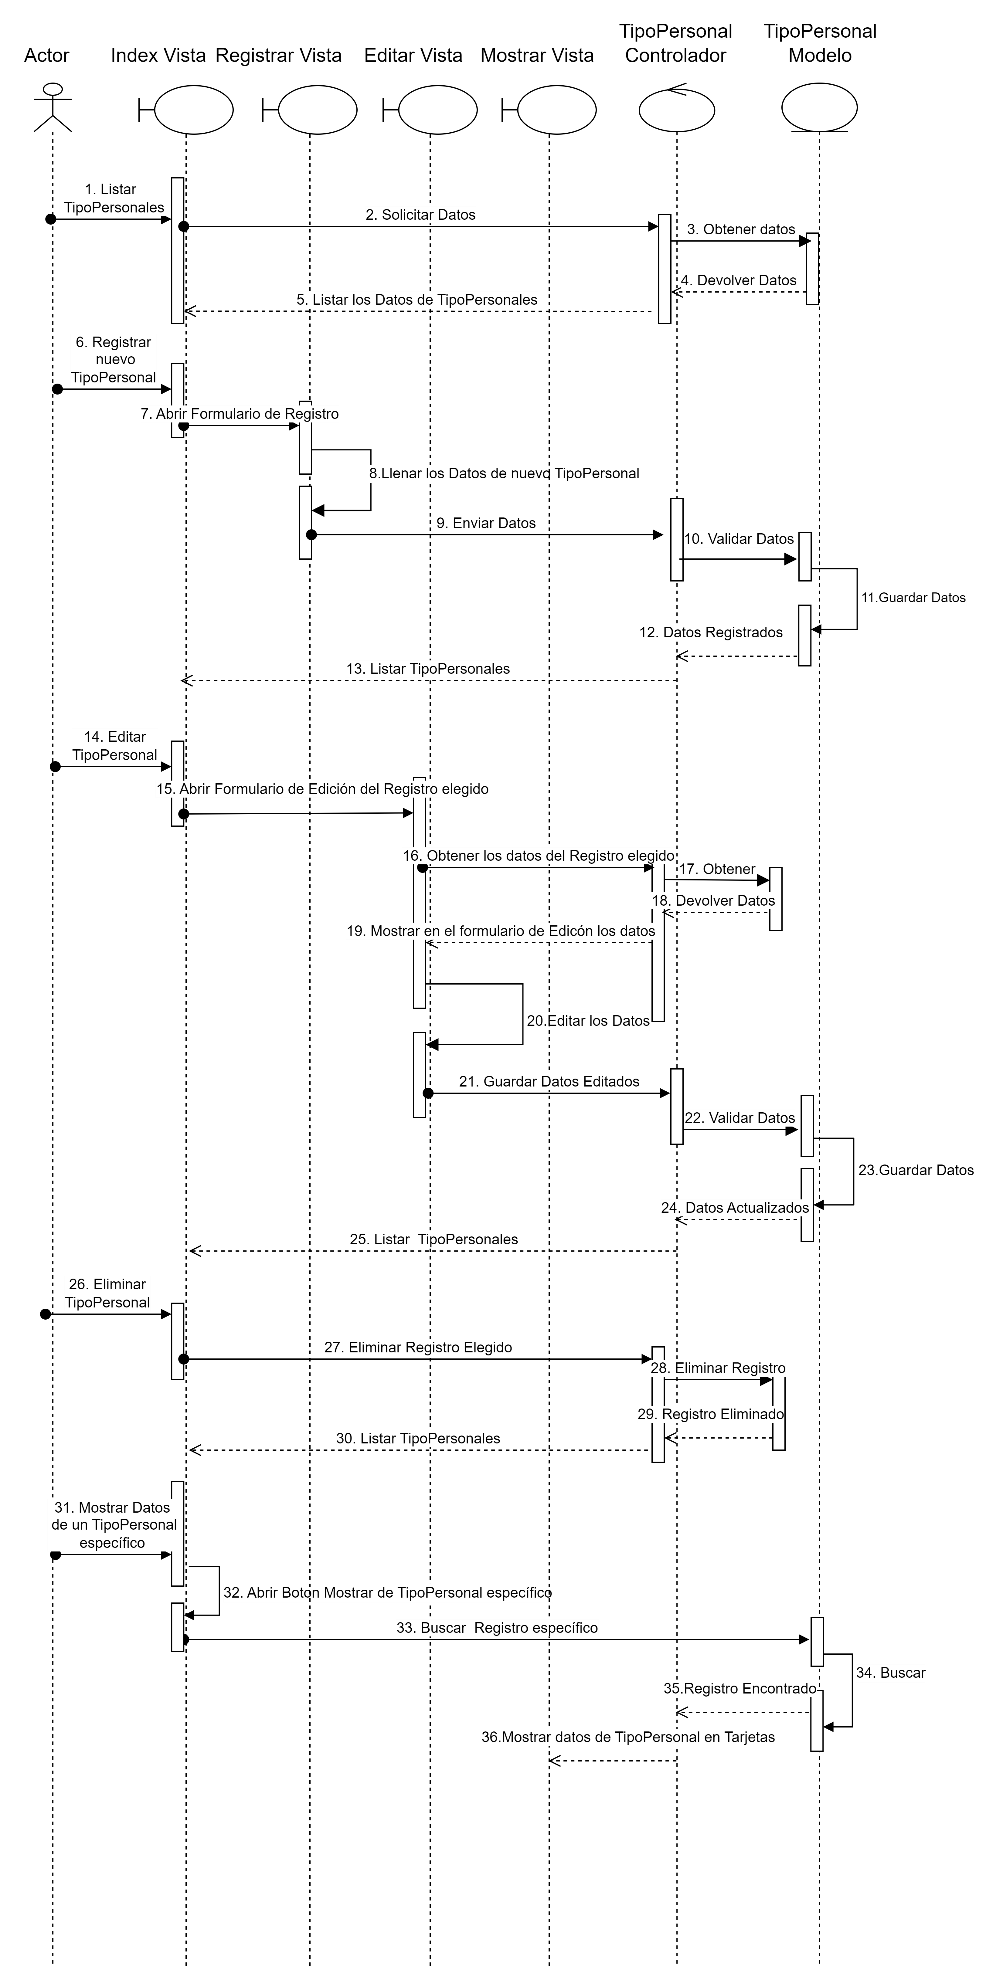 TipoPersonal TipoPersonal
Actor Index Vista Registrar Vista Editar Vista Mostrar Vista Controlador Modelo
1. Listar
TipoPersonales
2. Solicitar Datos
3. Obtener datos
4. Devolver Datos
5. Listar los Datos de TipoPersonales
6. Registrar
nuevo
TipoPersonal
7. Abrir Formulario de Registro
8.Llenar los Datos de nuevo TipoPersonal
9. Enviar Datos
10. Validar Datos
11.Guardar Datos
12. Datos Registrados
13. Listar TipoPersonales
14. Editar
TipoPersonal
15. Abrir Formulario de Edición del Registro elegido
16. Obtener los datos del Registro elegido
17. Obtener
18. Devolver Datos
19. Mostrar en el formulario de Edicón los datos
20.Editar los Datos
21. Guardar Datos Editados
22. Validar Datos
23.Guardar Datos
24. Datos Actualizados
25. Listar TipoPersonales
26. Eliminar
TipoPersonal
27. Eliminar Registro Elegido
28. Eliminar Registro
29. Registro Eliminado
30. Listar TipoPersonales
31. Mostrar Datos
de un TipoPersonal
específico
32. Abrir Boton Mostrar de TipoPersonal específico
33. Buscar Registro específico
34. Buscar
35.Registro Encontrado
36.Mostrar datos de TipoPersonal en Tarjetas